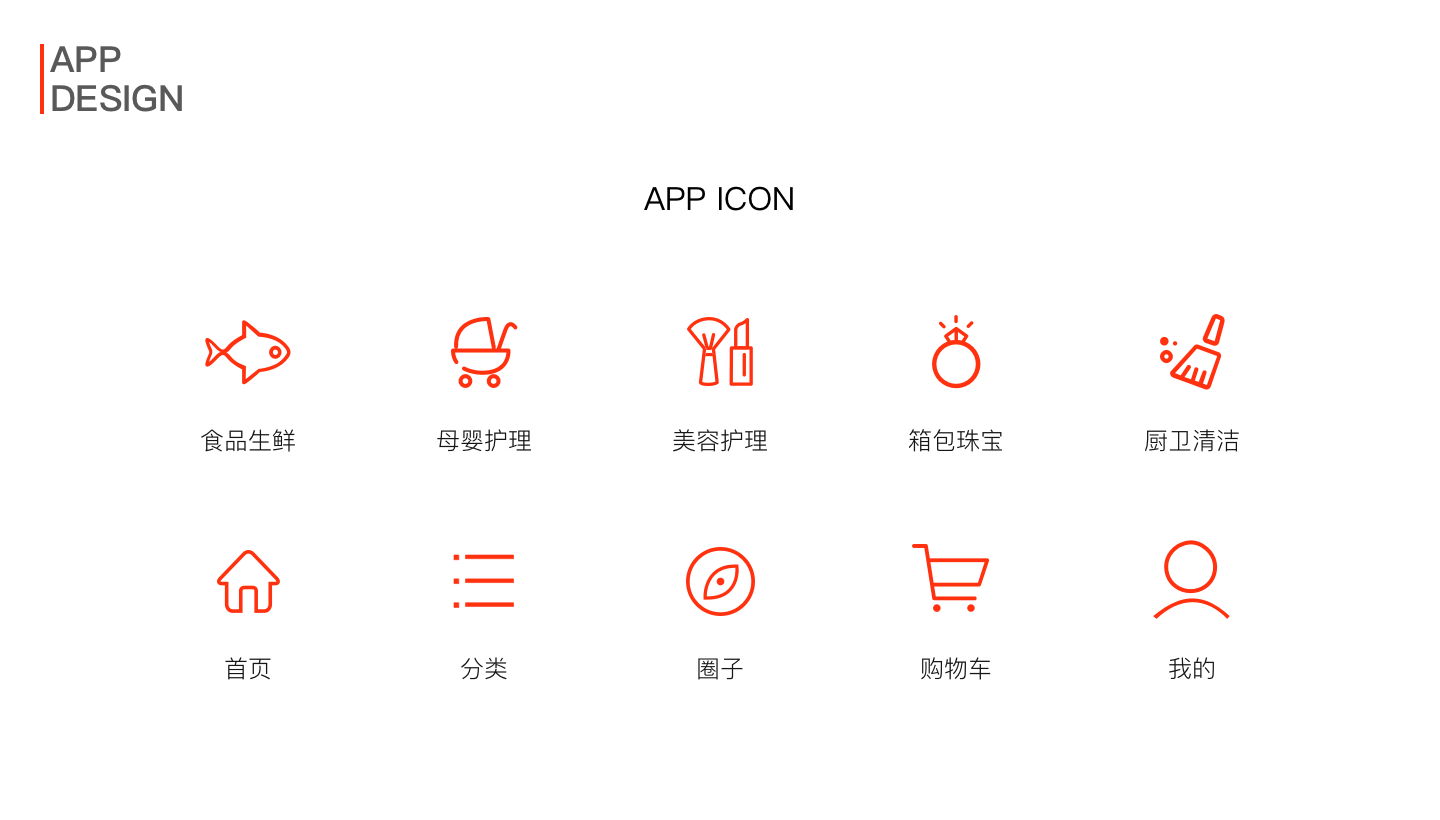 APP
DESIGN
APP ICON
食品生鲜
母婴护理
美容护理
箱包珠宝
厨卫清洁
首页
分类
圈子
购物车
我的